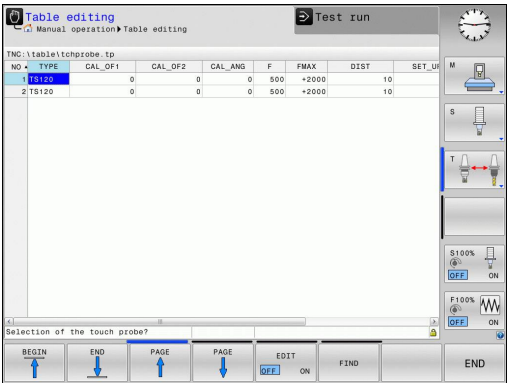 Table editing
Manual operation Table editing
Test run
TNC:\table\tchprobe.tp
NO TYPE CAL_OF1 CAL_OF2 CAL_ANG F FMAX DIST SET_UP
1 TS120 0 0 0 500 +2000 10
2 TS120 0 0 0 500 +2000 10
Selection of the touch probe?
M
S
T
S100%
OFF ON
F100%
OFF ON
BEGIN
END
PAGE
PAGE
EDIT
OFF ON
FIND
END